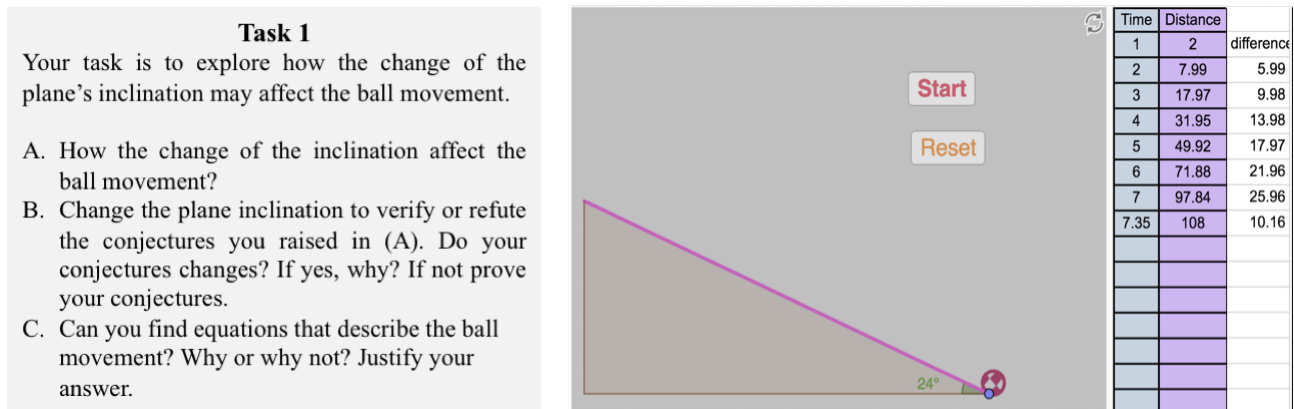 Task 1
Your task is to explore how the change of the
plane's inclination may affect the ball movement.
A. How the change of the inclination affect the
ball movement?
B. Change the plane inclination to verify or refute
the conjectures you raised in (A). Do your
conjectures changes? If yes, why? If not prove
your conjectures.
C. Can you find equations that describe the ball
movement? Why or why not? Justify your
answer.
Start
Reset
24°
Time Distance
1 2 difference
2 7.99 5.99
3 17.97 9.98
4 31.95 13.98
5 49.92 17.97
6 71.88 21.96
7 97.84 25.96
7.35 108 10.16